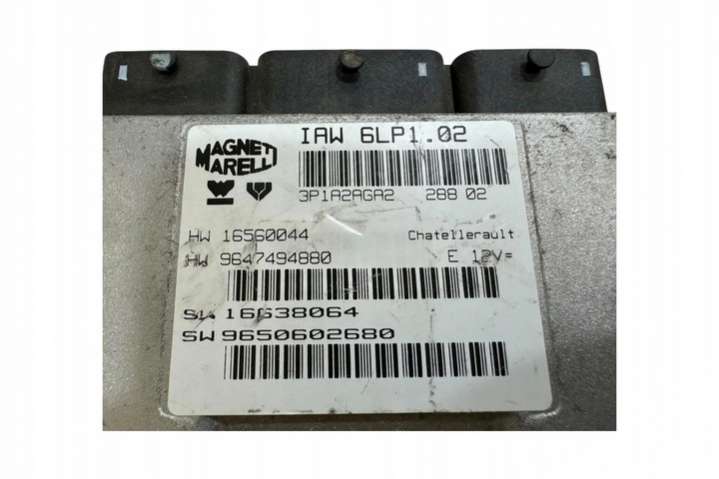 IAW 6LP1.02
MAGNETI
MARELLI
3P1A2AGA2 288 02
HW 16560044 Chatellerault
HW 9647494880 E 12V=
SW 16638064
SW 9650602680